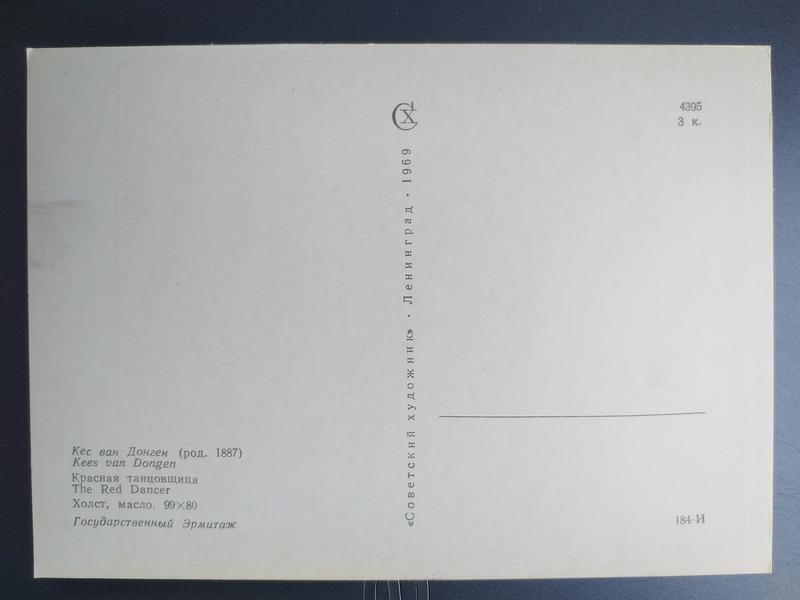 4395
3 к.
СХ
«Советский художник» · Ленинград · 1969
Кес ван Донген (род. 1887)
Kees van Dongen
Красная танцовщица
The Red Dancer
Холст, масло. 99×80
Государственный Эрмитаж
184-И